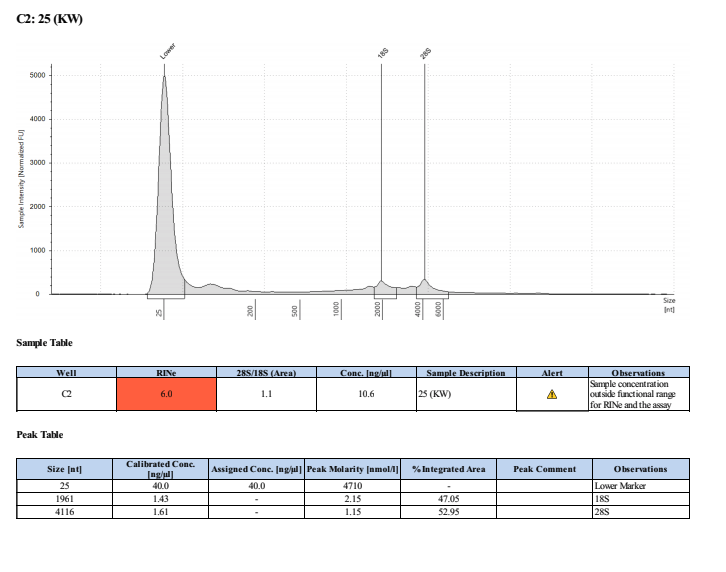 C2: 25 (KW)
Lower
18S
28S
Sample Intensity [Normalized FU]
5000
4000
3000
2000
1000
0
25
200
500
1000
2000
4000
6000
Size
[nt]
Sample Table
Well RINe 28S/18S (Area) Conc. [ng/µl] Sample Description Alert Observations
C2 6.0 1.1 10.6 25 (KW) Sample concentration
outside functional range
for RINe and the assay
Peak Table
Size [nt] Calibrated Conc. [ng/µl] Assigned Conc. [ng/µl] Peak Molarity [nmol/l] % Integrated Area Peak Comment Observations
25 40.0 40.0 4710 - Lower Marker
1961 1.43 - 2.15 47.05 18S
4116 1.61 - 1.15 52.95 28S